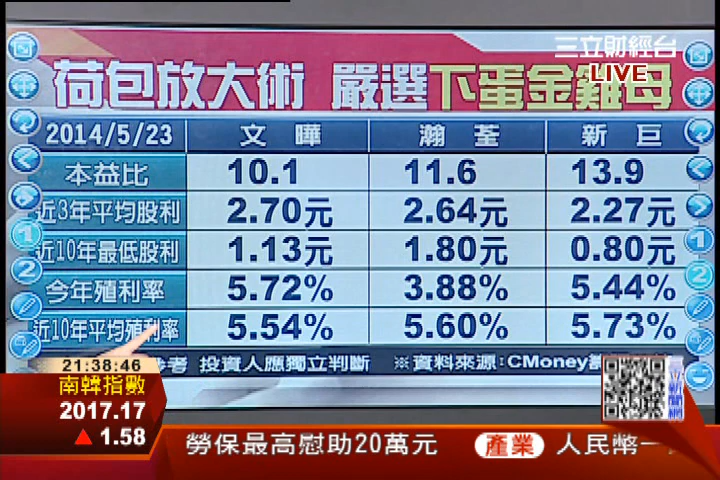 三立財經台
LIVE
荷包放大術 嚴選下蛋金雞母
2014/5/23 文曄 瀚荃 新巨
本益比 10.1 11.6 13.9
近3年平均股利 2.70元 2.64元 2.27元
近10年最低股利 1.13元 1.80元 0.80元
今年殖利率 5.72% 3.88% 5.44%
近10年平均殖利率 5.54% 5.60% 5.73%
1
2
1
2
參考 投資人應獨立判斷 ※資料來源:CMoney
21:38:46
南韓指數
2017.17
▲1.58
勞保最高慰助20萬元 產業 人民幣一